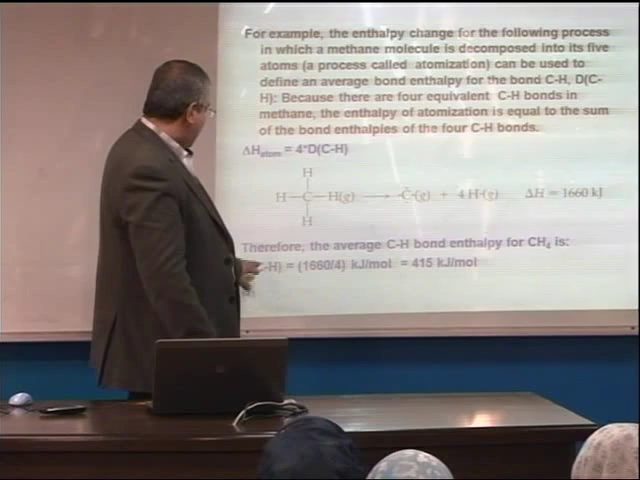 For example, the enthalpy change for the following process
in which a methane molecule is decomposed into its five
atoms (a process called atomization) can be used to
define an average bond enthalpy for the bond C-H, D(C-
H): Because there are four equivalent C-H bonds in
methane, the enthalpy of atomization is equal to the sum
of the bond enthalpies of the four C-H bonds.
ΔHatom = 4*D(C-H)
H
H—C—H(g) ⟶ ·C·(g) + 4 H·(g) ΔH = 1660 kJ
H
Therefore, the average C-H bond enthalpy for CH4 is:
-H) = (1660/4) kJ/mol = 415 kJ/mol